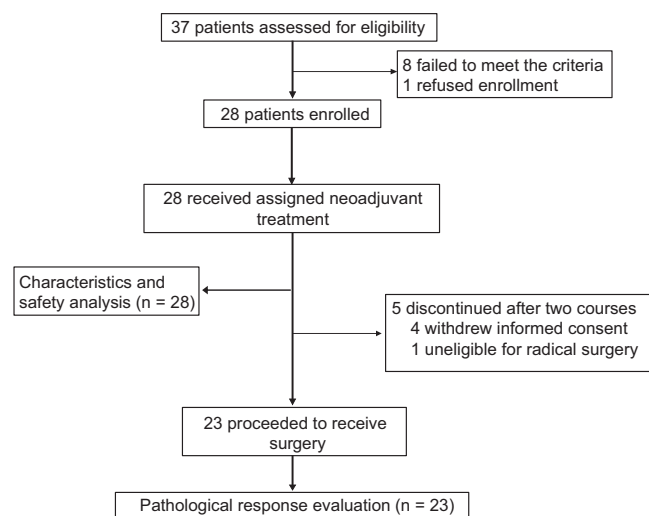 37 patients assessed for eligibility
8 failed to meet the criteria
1 refused enrollment
28 patients enrolled
28 received assigned neoadjuvant
treatment
Characteristics and
safety analysis (n = 28)
5 discontinued after two courses
4 withdrew informed consent
1 uneligible for radical surgery
23 proceeded to receive
surgery
Pathological response evaluation (n = 23)